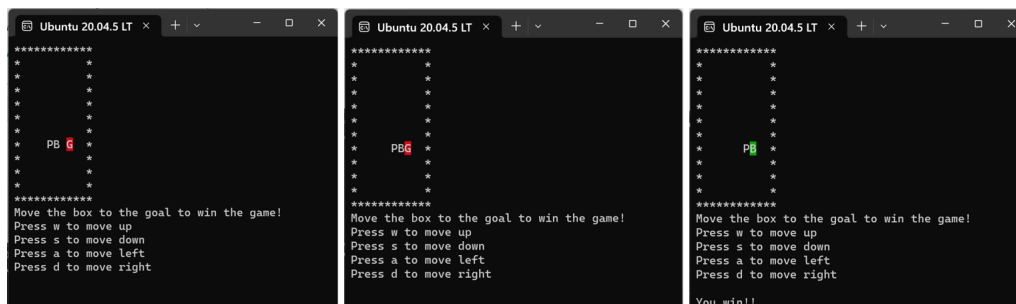 Ubuntu 20.04.5 LT
************
*          *
*          *
*          *
*          *
*          *
*          *
*    PB G  *
*          *
*          *
*          *
************
Move the box to the goal to win the game!
Press w to move up
Press s to move down
Press a to move left
Press d to move right
Ubuntu 20.04.5 LT
************
*          *
*          *
*          *
*          *
*          *
*          *
*     PBG  *
*          *
*          *
*          *
************
Move the box to the goal to win the game!
Press w to move up
Press s to move down
Press a to move left
Press d to move right
Ubuntu 20.04.5 LT
************
*          *
*          *
*          *
*          *
*          *
*          *
*      PB  *
*          *
*          *
*          *
************
Move the box to the goal to win the game!
Press w to move up
Press s to move down
Press a to move left
Press d to move right
You win!!